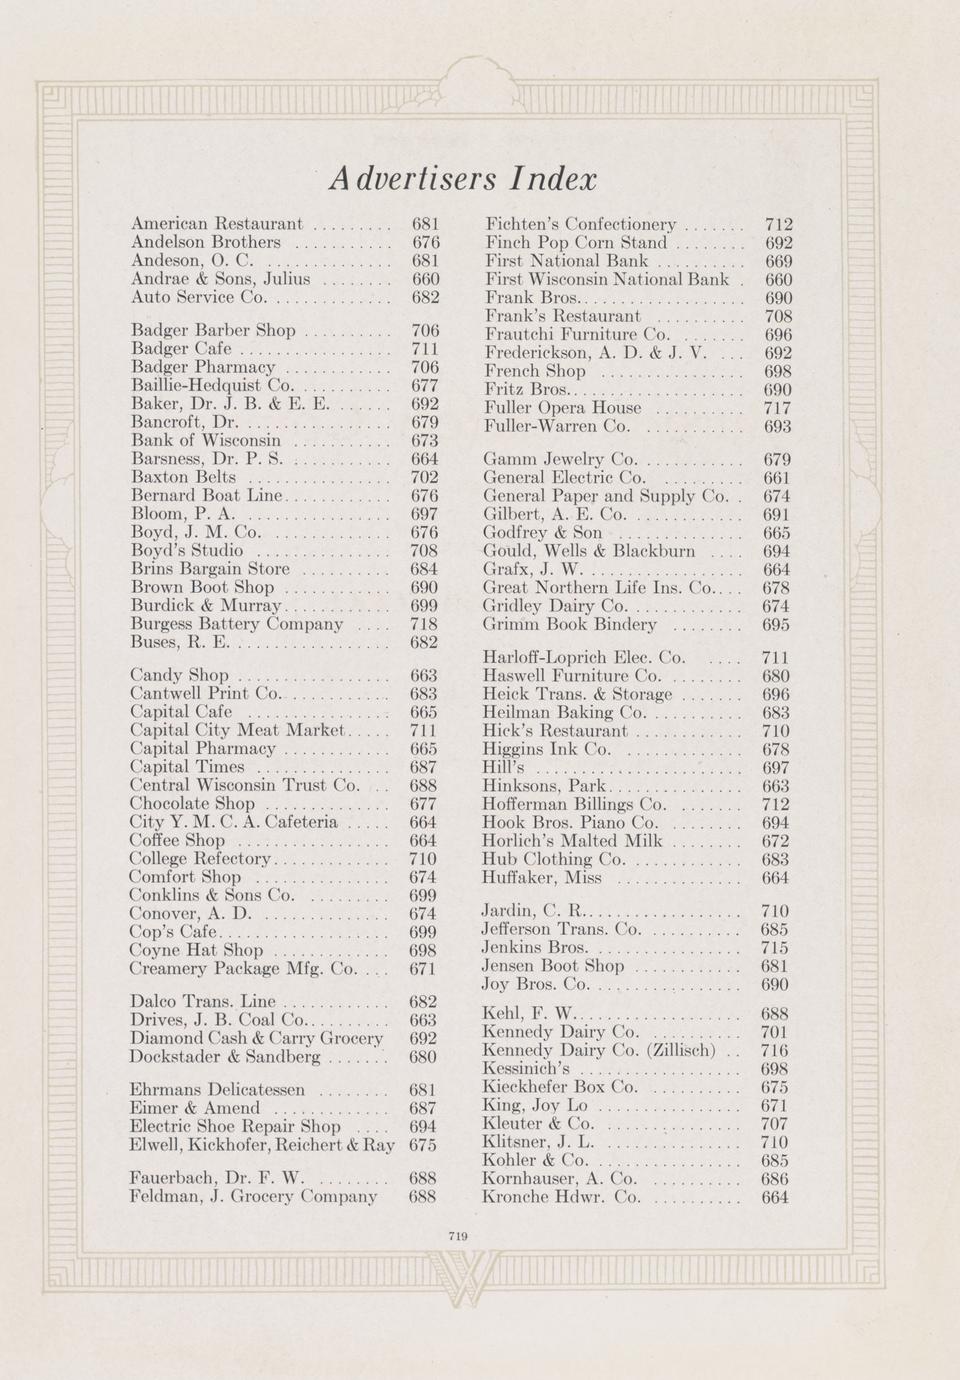 Advertisers Index
American Restaurant ......... 681
Andelson Brothers ........... 676
Andeson, O. C. .............. 681
Andrae & Sons, Julius ........ 660
Auto Service Co. ............. 682
Badger Barber Shop .......... 706
Badger Cafe ................. 711
Badger Pharmacy ............ 706
Baillie-Hedquist Co. .......... 677
Baker, Dr. J. B. & E. E. ....... 692
Bancroft, Dr. ................ 679
Bank of Wisconsin ........... 673
Barsness, Dr. P. S. ........... 664
Baxton Belts ................ 702
Bernard Boat Line............ 676
Bloom, P. A. ................ 697
Boyd, J. M. Co. ............. 676
Boyd's Studio ............... 708
Brins Bargain Store .......... 684
Brown Boot Shop ............ 690
Burdick & Murray............ 699
Burgess Battery Company .... 718
Buses, R. E. ................. 682
Candy Shop ................. 663
Cantwell Print Co. ........... 683
Capital Cafe ................ 665
Capital City Meat Market..... 711
Capital Pharmacy ............ 665
Capital Times ............... 687
Central Wisconsin Trust Co. .. 688
Chocolate Shop .............. 677
City Y. M. C. A. Cafeteria ..... 664
Coffee Shop ................. 664
College Refectory............. 710
Comfort Shop ............... 674
Conklins & Sons Co. ......... 699
Conover, A. D. .............. 674
Cop's Cafe................... 699
Coyne Hat Shop ............. 698
Creamery Package Mfg. Co. ... 671
Dalco Trans. Line ............ 682
Drives, J. B. Coal Co.......... 663
Diamond Cash & Carry Grocery 692
Dockstader & Sandberg ....... 680
Ehrmans Delicatessen ........ 681
Eimer & Amend ............. 687
Electric Shoe Repair Shop .... 694
Elwell, Kickhofer, Reichert & Ray 675
Fauerbach, Dr. F. W. ......... 688
Feldman, J. Grocery Company 688
Fichten's Confectionery ....... 712
Finch Pop Corn Stand ........ 692
First National Bank .......... 669
First Wisconsin National Bank . 660
Frank Bros................... 690
Frank's Restaurant .......... 708
Frautchi Furniture Co. ........ 696
Frederickson, A. D. & J. V. ... 692
French Shop ................ 698
Fritz Bros.................... 690
Fuller Opera House .......... 717
Fuller-Warren Co. ........... 693
Gamm Jewelry Co. ........... 679
General Electric Co. ......... 661
General Paper and Supply Co. . 674
Gilbert, A. E. Co. ............ 691
Godfrey & Son .............. 665
Gould, Wells & Blackburn .... 694
Grafx, J. W. ................. 664
Great Northern Life Ins. Co.... 678
Gridley Dairy Co. ............ 674
Grimm Book Bindery ........ 695
Harloff-Loprich Elec. Co. .... 711
Haswell Furniture Co. ........ 680
Heick Trans. & Storage ....... 696
Heilman Baking Co. .......... 683
Hick's Restaurant ............ 710
Higgins Ink Co. ............. 678
Hill's ....................... 697
Hinksons, Park............... 663
Hofferman Billings Co. ....... 712
Hook Bros. Piano Co. ........ 694
Horlich's Malted Milk ........ 672
Hub Clothing Co. ............ 683
Huffaker, Miss .............. 664
Jardin, C. R.................. 710
Jefferson Trans. Co. .......... 685
Jenkins Bros. ................ 715
Jensen Boot Shop ............ 681
Joy Bros. Co. ................ 690
Kehl, F. W................... 688
Kennedy Dairy Co. .......... 701
Kennedy Dairy Co. (Zillisch) .. 716
Kessinich's .................. 698
Kieckhefer Box Co. .......... 675
King, Joy Lo ................ 671
Kleuter & Co. ............... 707
Klitsner, J. L. ............... 710
Kohler & Co. ................ 685
Kornhauser, A. Co. .......... 686
Kronche Hdwr. Co. .......... 664
719
W